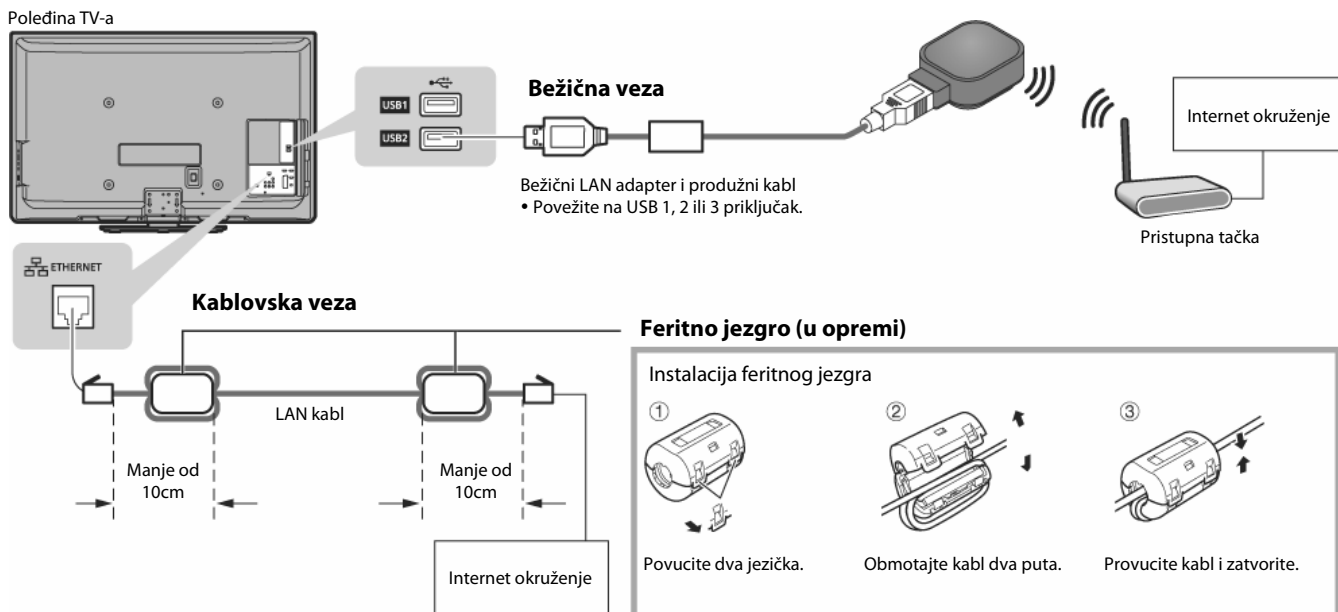 Poleđina TV-a
USB1
USB2
Bežična veza
Bežični LAN adapter i produžni kabl
• Povežite na USB 1, 2 ili 3 priključak.
Internet okruženje
Pristupna tačka
ETHERNET
Kablovska veza
LAN kabl
Manje od
10cm
Manje od
10cm
Internet okruženje
Feritno jezgro (u opremi)
Instalacija feritnog jezgra
①
Povucite dva jezička.
②
Obmotajte kabl dva puta.
③
Provucite kabl i zatvorite.